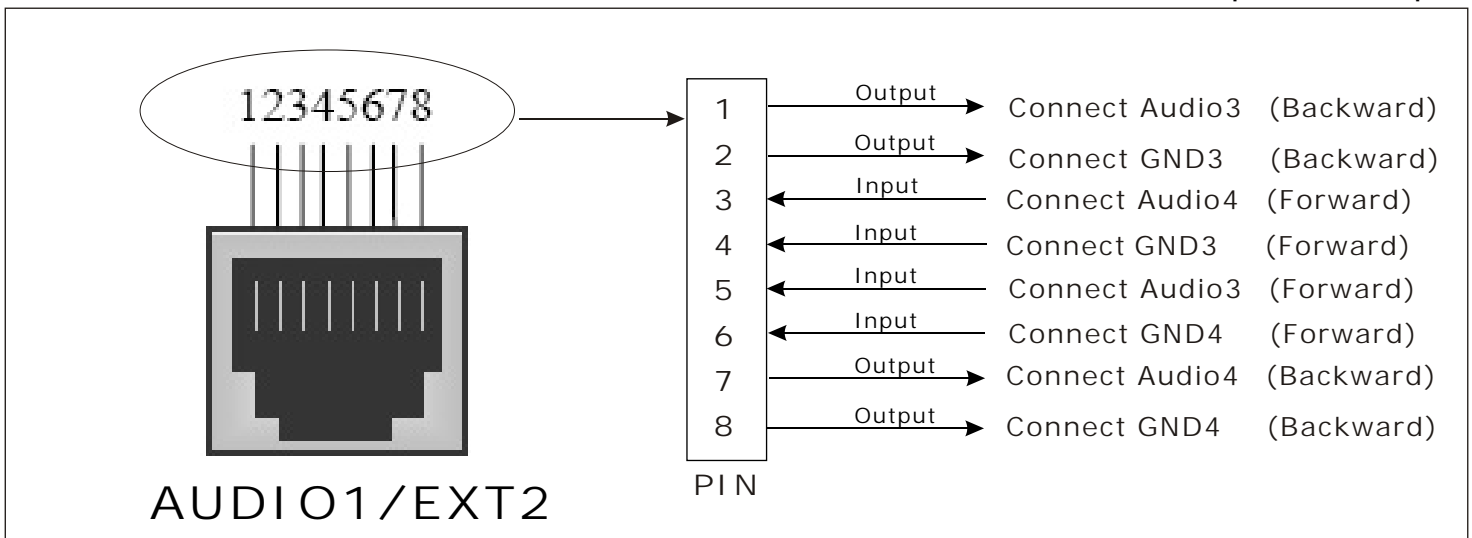 12345678
1 Output Connect Audio3 (Backward)
2 Output Connect GND3 (Backward)
3 Input Connect Audio4 (Forward)
4 Input Connect GND3 (Forward)
5 Input Connect Audio3 (Forward)
6 Input Connect GND4 (Forward)
7 Output Connect Audio4 (Backward)
8 Output Connect GND4 (Backward)
PIN
AUDIO1/EXT2